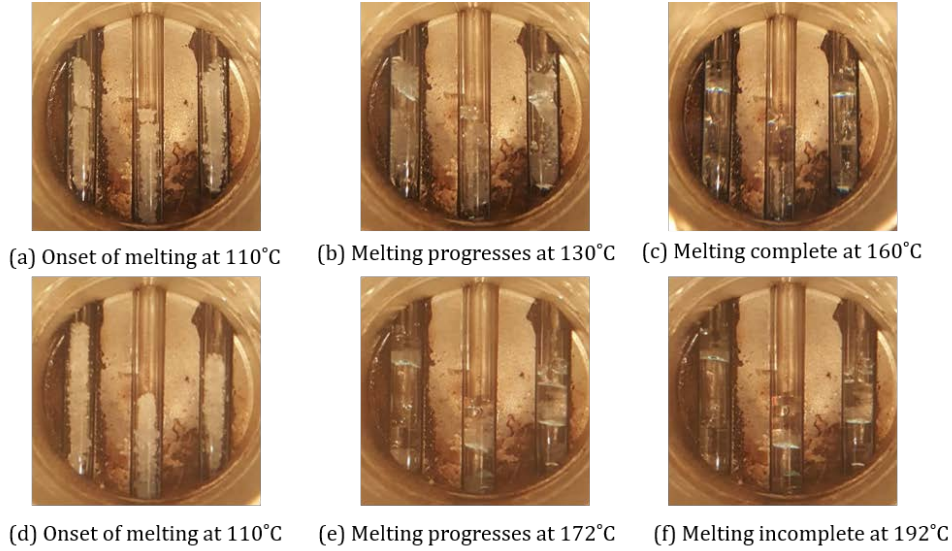 (a) Onset of melting at 110˚C
(b) Melting progresses at 130˚C
(c) Melting complete at 160˚C
(d) Onset of melting at 110˚C
(e) Melting progresses at 172˚C
(f) Melting incomplete at 192˚C